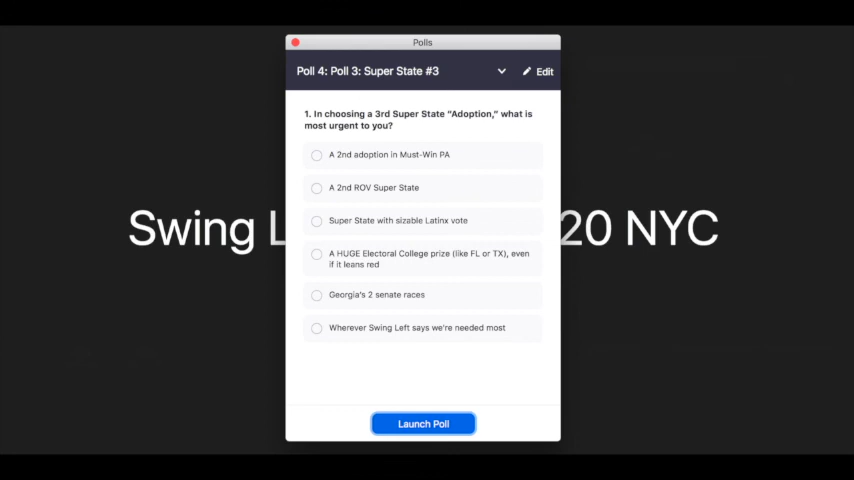 Polls
Poll 4: Poll 3: Super State #3
Edit
1. In choosing a 3rd Super State “Adoption,” what is
most urgent to you?
A 2nd adoption in Must-Win PA
A 2nd ROV Super State
Super State with sizable Latinx vote
Swing L 20 NYC
A HUGE Electoral College prize (like FL or TX), even
if it leans red
Georgia's 2 senate races
Wherever Swing Left says we're needed most
Launch Poll